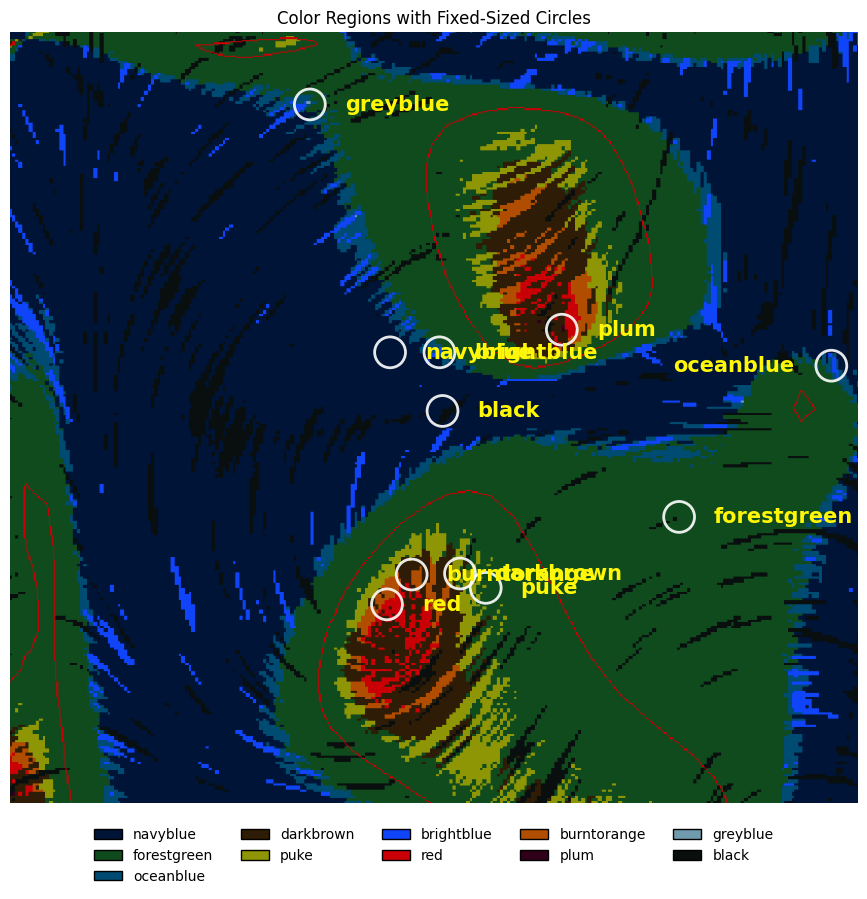 Color Regions with Fixed-Sized Circles
greyblue
plum
navyblue
brightblue
oceanblue
black
forestgreen
burntorange
darkbrown
puke
red
navyblue darkbrown brightblue burntorange greyblue
forestgreen puke red plum black
oceanblue